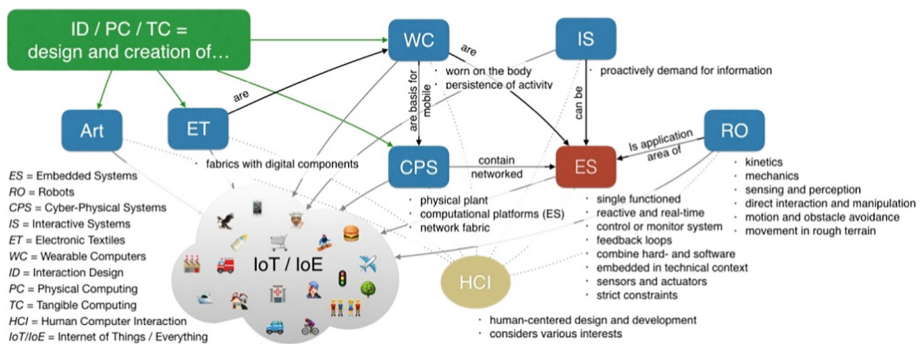 ID / PC / TC =
design and creation of…
WC
IS
are
worn on the body
persistence of activity
proactively demand for information
are
are basis for
mobile
can be
Art
ET
RO
Is application
area of
fabrics with digital components
CPS
contain
networked
ES
kinetics
mechanics
sensing and perception
direct interaction and manipulation
motion and obstacle avoidance
movement in rough terrain
physical plant
computational platforms (ES)
network fabric
single functioned
reactive and real-time
control or monitor system
feedback loops
combine hard- and software
embedded in technical context
sensors and actuators
strict constraints
ES = Embedded Systems
RO = Robots
CPS = Cyber-Physical Systems
IS = Interactive Systems
ET = Electronic Textiles
WC = Wearable Computers
ID = Interaction Design
PC = Physical Computing
TC = Tangible Computing
HCI = Human Computer Interaction
IoT/IoE = Internet of Things / Everything
IoT / IoE
HCI
human-centered design and development
considers various interests